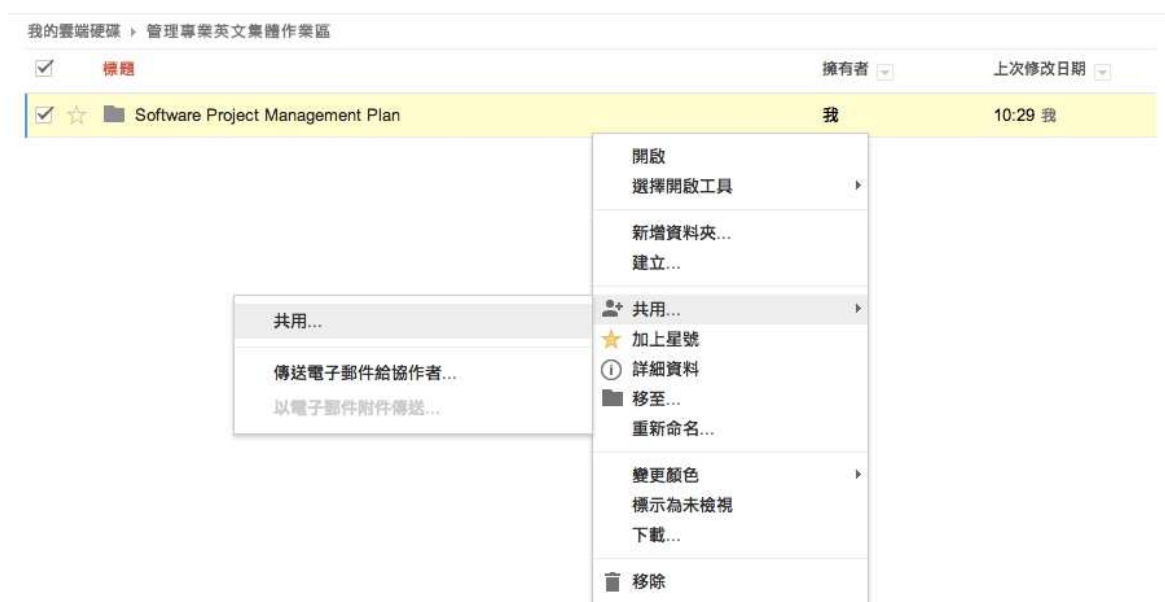 我的雲端硬碟 ▸ 管理專業英文集體作業區
標題 擁有者 上次修改日期
Software Project Management Plan 我 10:29 我
開啟
選擇開啟工具
新增資料夾...
建立...
共用...
加上星號
詳細資料
移至...
重新命名...
變更顏色
標示為未檢視
下載...
移除
共用...
傳送電子郵件給協作者...
以電子郵件附件傳送...